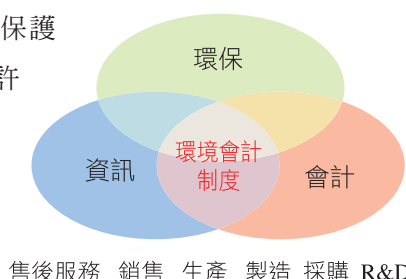 保護
許
環保
資訊
環境會計
制度
會計
售後服務 銷售 生產 製造 採購 R&D